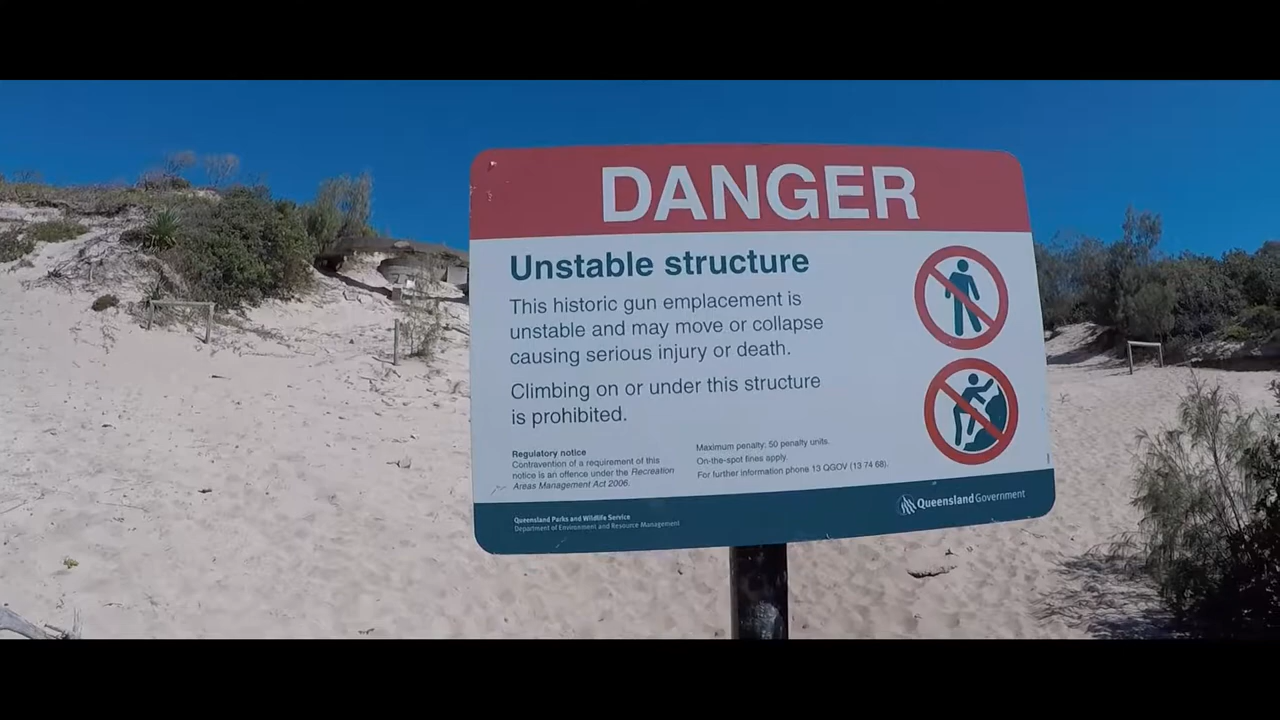 DANGER
Unstable structure
This historic gun emplacement is
unstable and may move or collapse
causing serious injury or death.
Climbing on or under this structure
is prohibited.
Regulatory notice
Contravention of a requirement of this
notice is an offence under the Recreation
Areas Management Act 2006.
Maximum penalty: 50 penalty units.
On-the-spot fines apply.
For further information phone 13 QGOV (13 74 68).
Queensland Parks and Wildlife Service
Department of Environment and Resource Management
Queensland Government